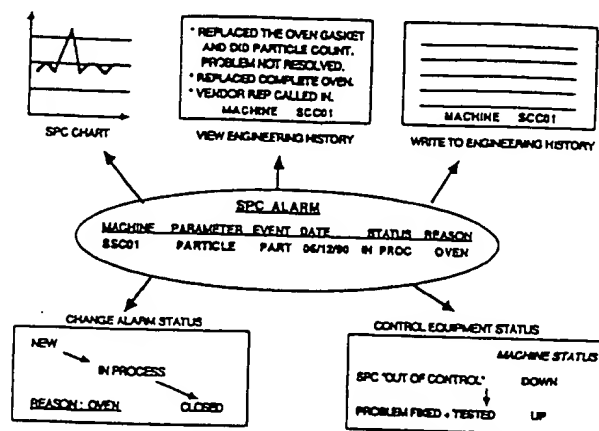 SPC CHART
* REPLACED THE OVEN GASKET
AND DID PARTICLE COUNT.
PROBLEM NOT RESOLVED.
* REPLACED COMPLETE OVEN.
* VENDOR REP CALLED IN.
MACHINE SCC01
VIEW ENGINEERING HISTORY
MACHINE SCC01
WRITE TO ENGINEERING HISTORY
SPC ALARM
MACHINE PARAMETER EVENT DATE STATUS REASON
SSC01 PARTICLE PART 06/12/90 IN PROC OVEN
CHANGE ALARM STATUS
NEW
IN PROCESS
REASON: OVEN CLOSED
CONTROL EQUIPMENT STATUS
MACHINE STATUS
SPC "OUT OF CONTROL" DOWN
PROBLEM FIXED + TESTED UP